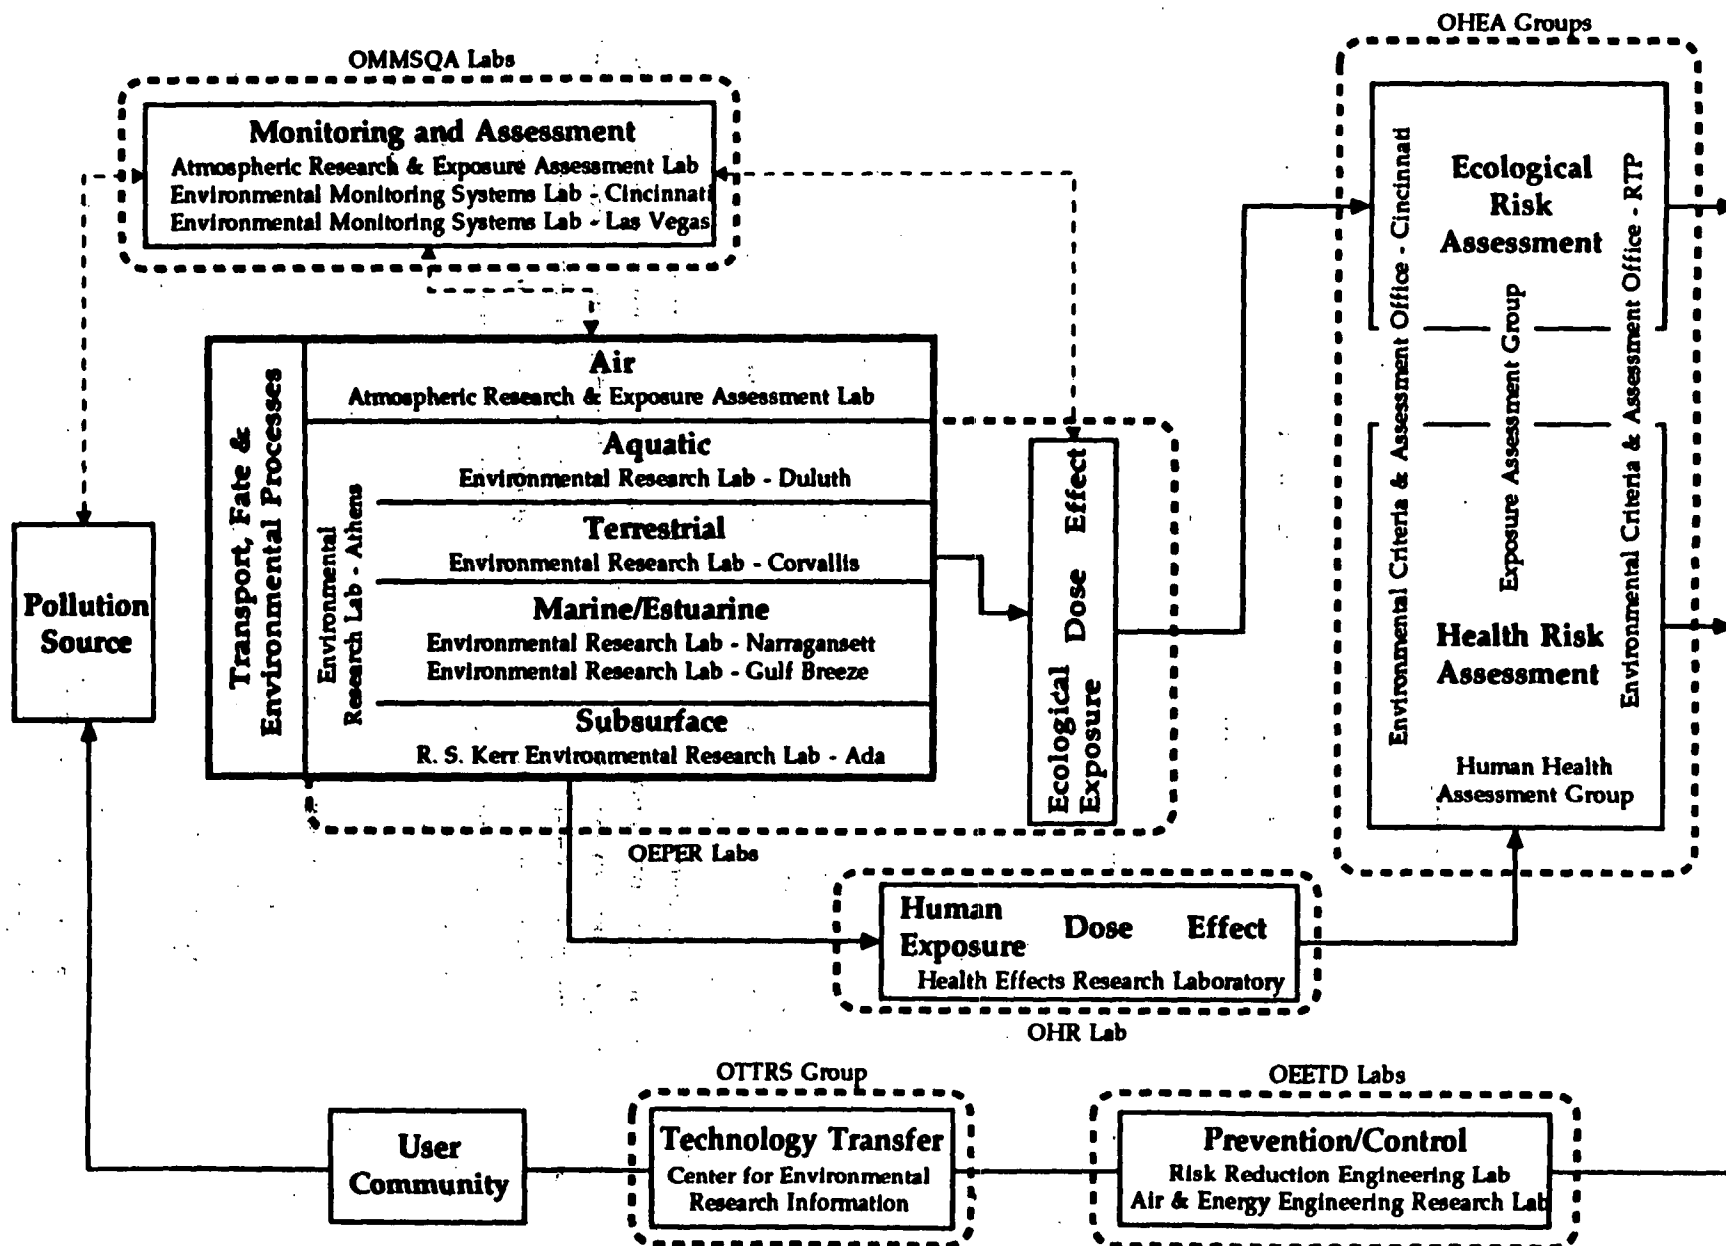 OHEA Groups
OMMSQA Labs
Monitoring and Assessment
Atmospheric Research & Exposure Assessment Lab
Environmental Monitoring Systems Lab - Cincinnati
Environmental Monitoring Systems Lab - Las Vegas
Ecological
Risk
Assessment
Environmental Criteria & Assessment Office - Cincinnati
Exposure Assessment Group
Environmental Criteria & Assessment Office - RTP
Health Risk
Assessment
Human Health
Assessment Group
Transport, Fate &
Environmental Processes
Air
Atmospheric Research & Exposure Assessment Lab
Environmental
Research Lab - Athens
Aquatic
Environmental Research Lab - Duluth
Terrestrial
Environmental Research Lab - Corvallis
Marine/Estuarine
Environmental Research Lab - Narragansett
Environmental Research Lab - Gulf Breeze
Subsurface
R. S. Kerr Environmental Research Lab - Ada
Ecological
Exposure
Dose
Effect
Pollution
Source
OEPER Labs
Human
Exposure
Dose
Effect
Health Effects Research Laboratory
OHR Lab
OTTRS Group
OEETD Labs
User
Community
Technology Transfer
Center for Environmental
Research Information
Prevention/Control
Risk Reduction Engineering Lab
Air & Energy Engineering Research Lab